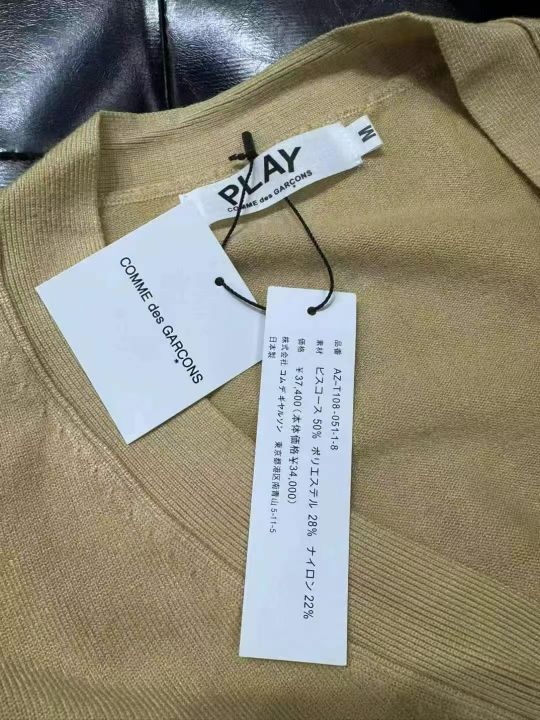 PLAY
COMME des GARÇONS
M
COMME des GARÇONS
*
品番 AZ-T108-051-1-8
素材 ビスコース 50% ポリエステル 28% ナイロン 22%
価格 ¥37,400(本体価格¥34,000)
株式会社 コムデ ギャルソン 東京都港区南青山 5-11-5
日本製